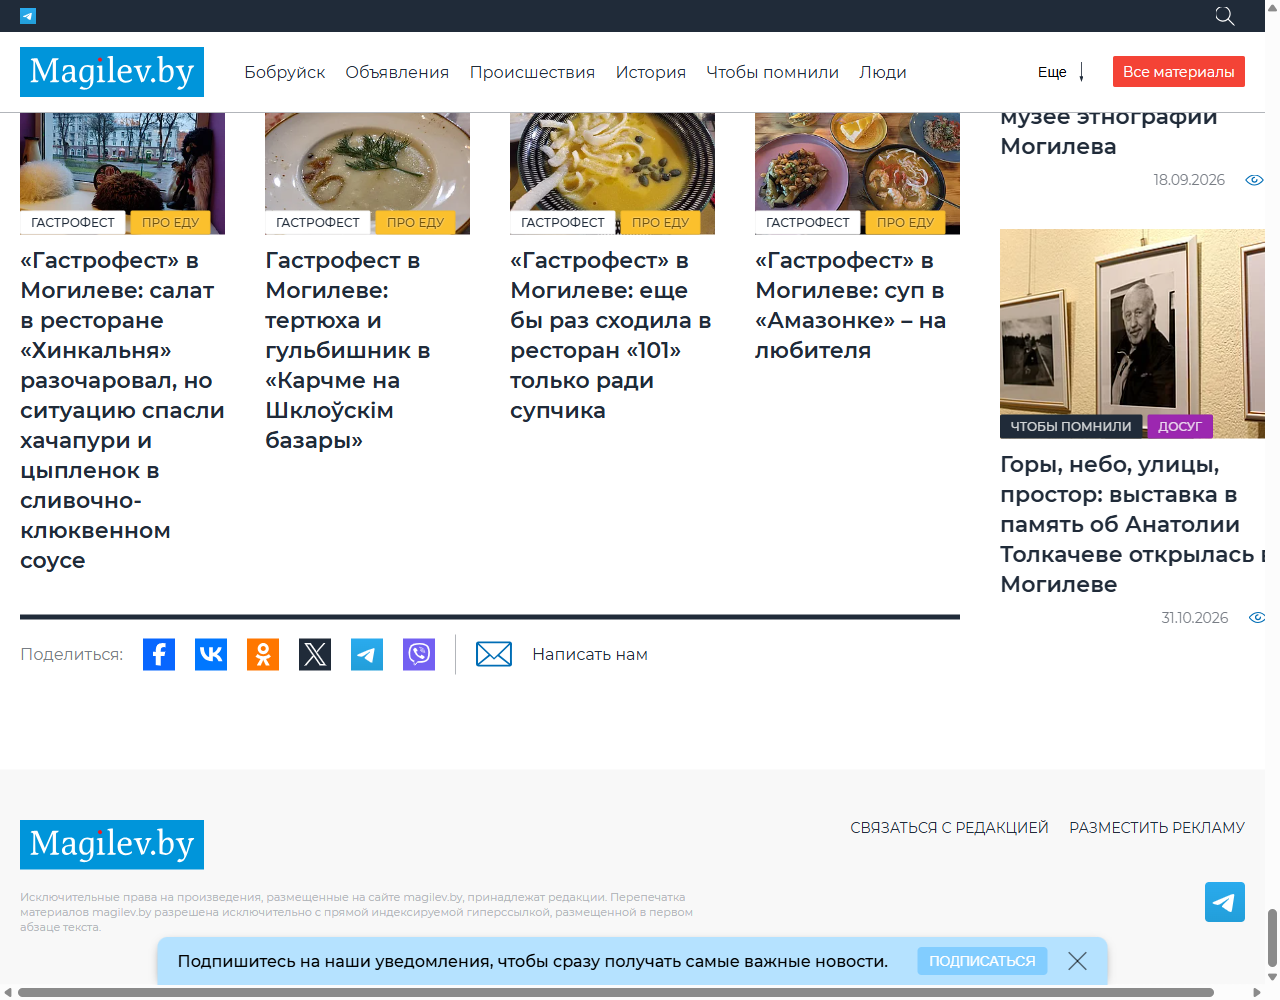 Magilev.by
Бобруйск
Объявления
Происшествия
История
Чтобы помнили
Люди
Еще
Все материалы
ГАСТРОФЕСТ
ПРО ЕДУ
«Гастрофест» в
Могилеве: салат
в ресторане
«Хинкальня»
разочаровал, но
ситуацию спасли
хачапури и
цыпленок в
сливочно-
клюквенном
соусе
ГАСТРОФЕСТ
ПРО ЕДУ
Гастрофест в
Могилеве:
тертюха и
гульбишник в
«Карчме на
Шклоўскім
базары»
ГАСТРОФЕСТ
ПРО ЕДУ
«Гастрофест» в
Могилеве: еще
бы раз сходила в
ресторан «101»
только ради
супчика
ГАСТРОФЕСТ
ПРО ЕДУ
«Гастрофест» в
Могилеве: суп в
«Амазонке» – на
любителя
музее этнографии
Могилева
18.09.2026
ЧТОБЫ ПОМНИЛИ
ДОСУГ
Горы, небо, улицы,
простор: выставка в
память об Анатолии
Толкачеве открылась в
Могилеве
31.10.2026
Поделиться:
Написать нам
Magilev.by
СВЯЗАТЬСЯ С РЕДАКЦИЕЙ
РАЗМЕСТИТЬ РЕКЛАМУ
Исключительные права на произведения, размещенные на сайте magilev.by, принадлежат редакции. Перепечатка
материалов magilev.by разрешена исключительно с прямой индексируемой гиперссылкой, размещенной в первом
абзаце текста.
Подпишитесь на наши уведомления, чтобы сразу получать самые важные новости.
ПОДПИСАТЬСЯ